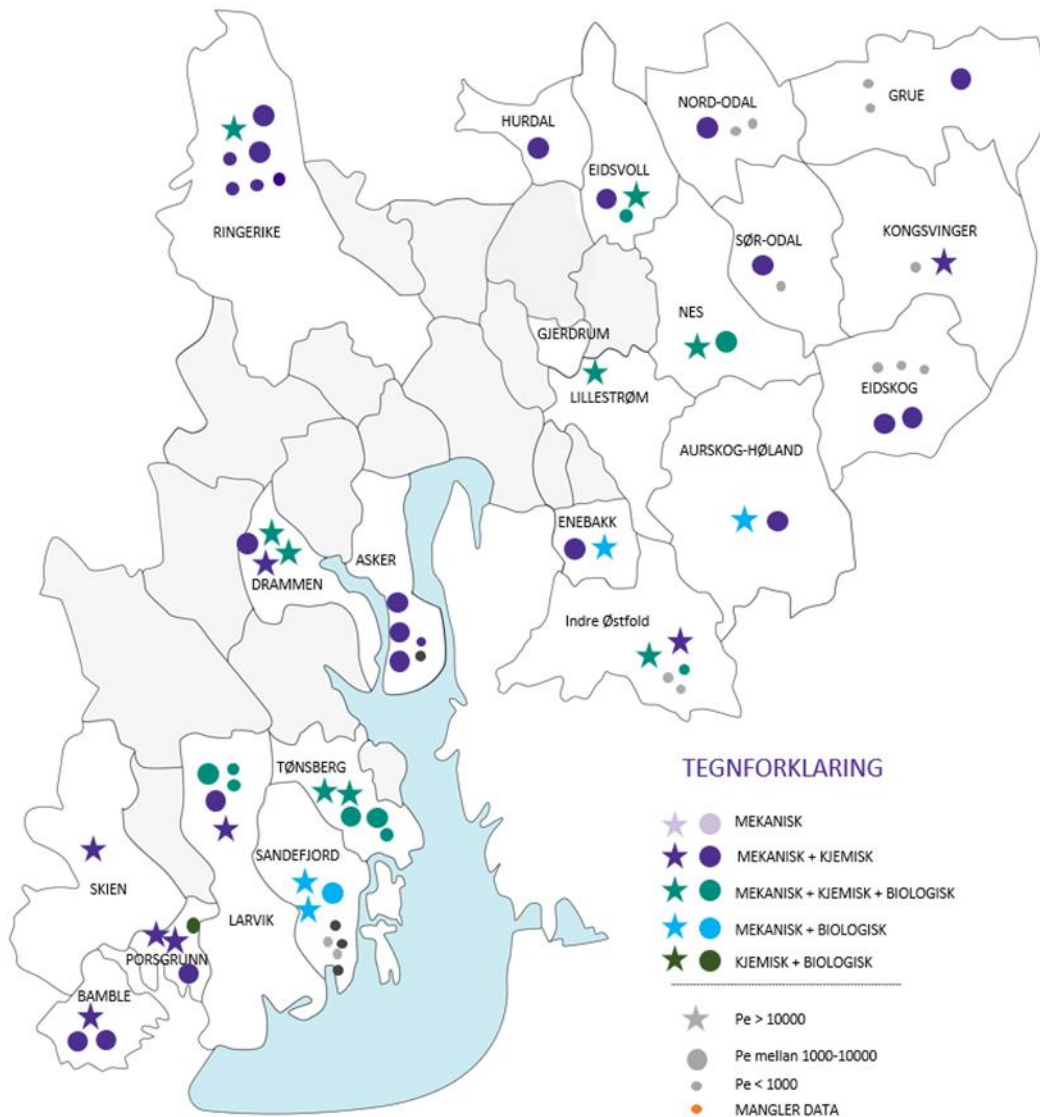 NORD-ODAL
GRUE
HURDAL
EIDSVOLL
RINGERIKE
SØR-ODAL
KONGSVINGER
NES
GJERDRUM
LILLESTRØM
EIDSKOG
AURSKOG-HØLAND
ENEBAKK
ASKER
DRAMMEN
Indre Østfold
TØNSBERG
SANDEFJORD
SKIEN
LARVIK
PORSGRUNN
BAMBLE
TEGNFORKLARING
MEKANISK
MEKANISK + KJEMISK
MEKANISK + KJEMISK + BIOLOGISK
MEKANISK + BIOLOGISK
KJEMISK + BIOLOGISK
Pe > 10000
Pe mellan 1000-10000
Pe < 1000
MANGLER DATA